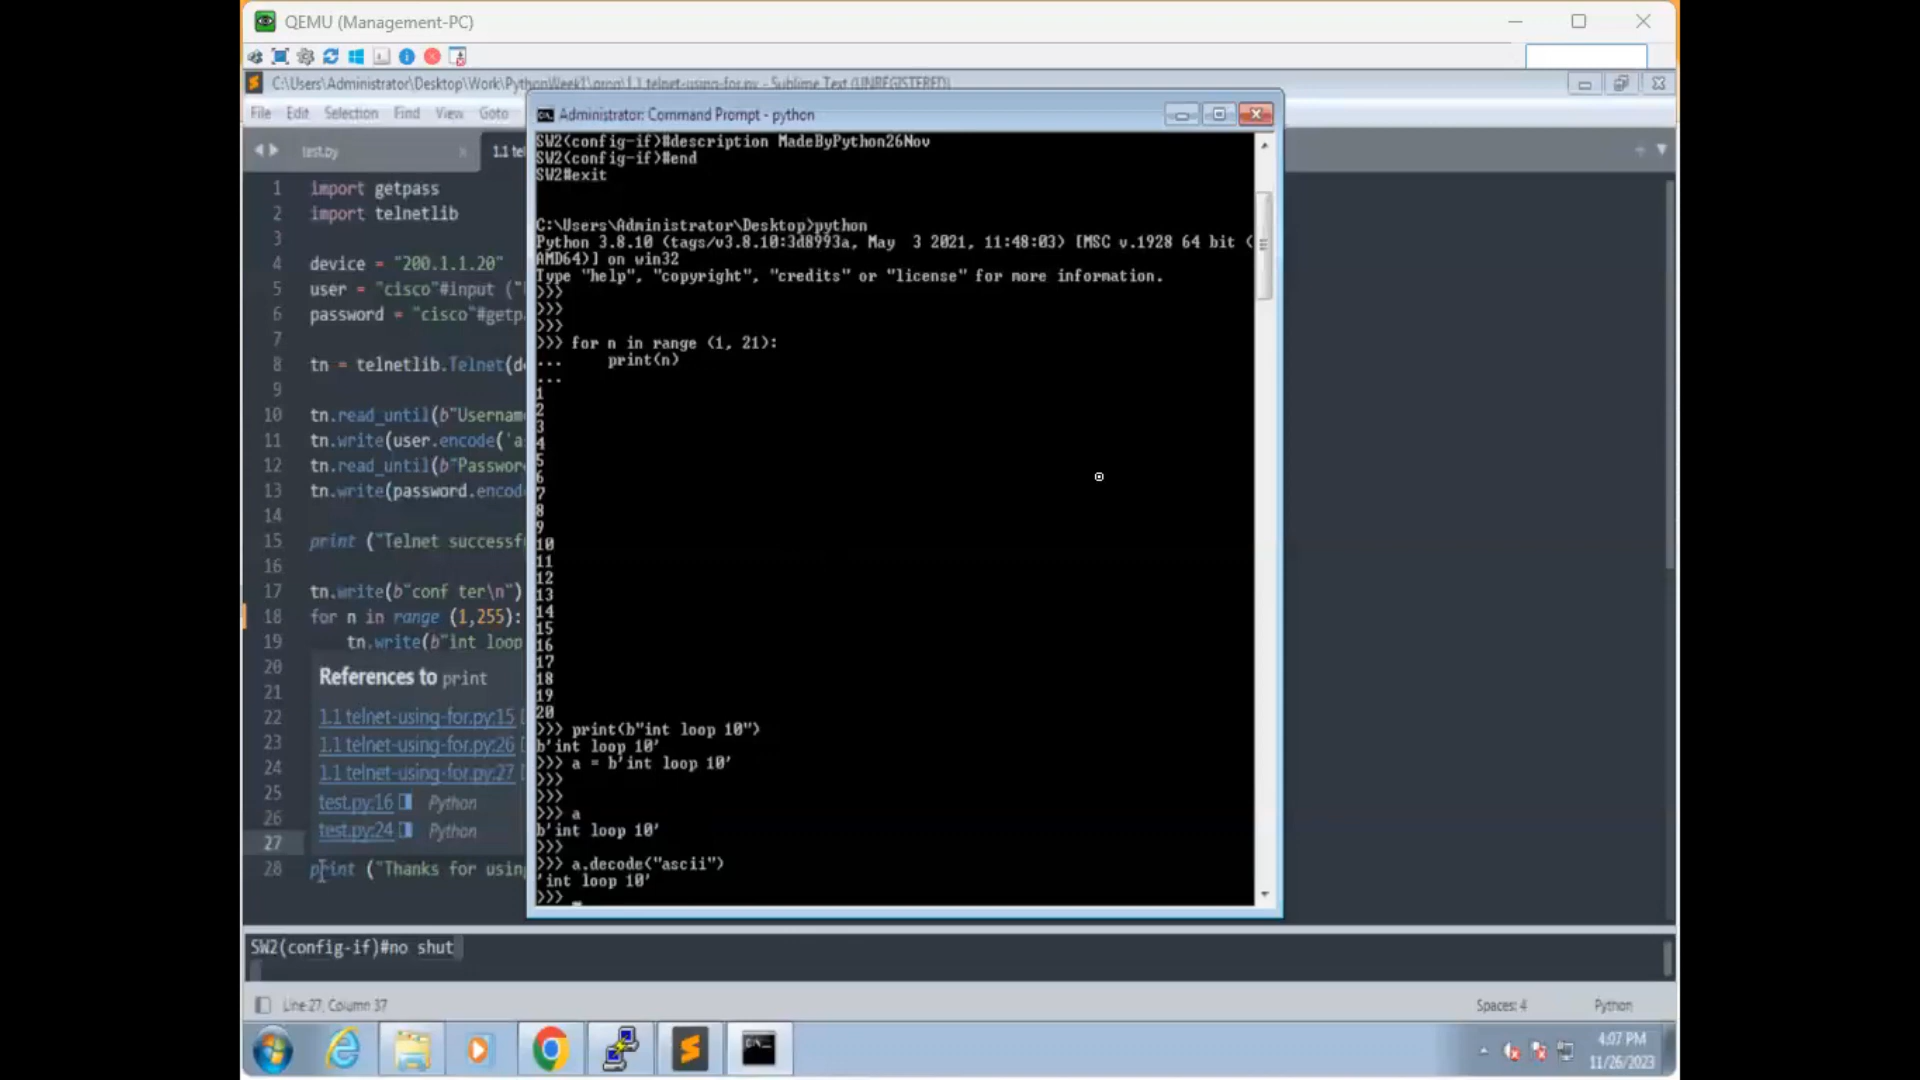 QEMU (Management-PC)
C:\Users\Administrator\Desktop\Work\PythonWeek1\prop\1.1 telnet-using-for.py - Sublime Text (UNREGISTERED)
File Edit Selection Find View Goto
Administrator: Command Prompt - python
test.py
1.1 tel
1 import getpass
2 import telnetlib
3
4 device = "200.1.1.20"
5 user = "cisco"#input ("
6 password = "cisco"#getp
7
8 tn = telnetlib.Telnet(de
9
10 tn.read_until(b"Usernam
11 tn.write(user.encode('a
12 tn.read_until(b"Passwor
13 tn.write(password.encod
14
15 print ("Telnet successf
16
17 tn.write(b"conf ter\n")
18 for n in range (1,255):
19 tn.write(b"int loop
20
21
22
23
24
25
26
27
28 print ("Thanks for usin
References to print
1.1 telnet-using-for.py:15
1.1 telnet-using-for.py:26
1.1 telnet-using-for.py:27
test.py:16 Python
test.py:24 Python
SW2(config-if)#description MadeByPython26Nov
SW2(config-if)#end
SW2#exit
C:\Users\Administrator\Desktop>python
Python 3.8.10 (tags/v3.8.10:3d8993a, May  3 2021, 11:48:03) [MSC v.1928 64 bit (
AMD64)] on win32
Type "help", "copyright", "credits" or "license" for more information.
>>>
>>>
>>>
>>> for n in range (1, 21):
...     print(n)
...
1
2
3
4
5
6
7
8
9
10
11
12
13
14
15
16
17
18
19
20
>>> print(b"int loop 10")
b'int loop 10'
>>> a = b'int loop 10'
>>>
>>>
>>> a
b'int loop 10'
>>>
>>> a.decode("ascii")
'int loop 10'
>>>
SW2(config-if)#no shut
Line 27, Column 37
Spaces: 4
Python
4:07 PM
11/26/2023